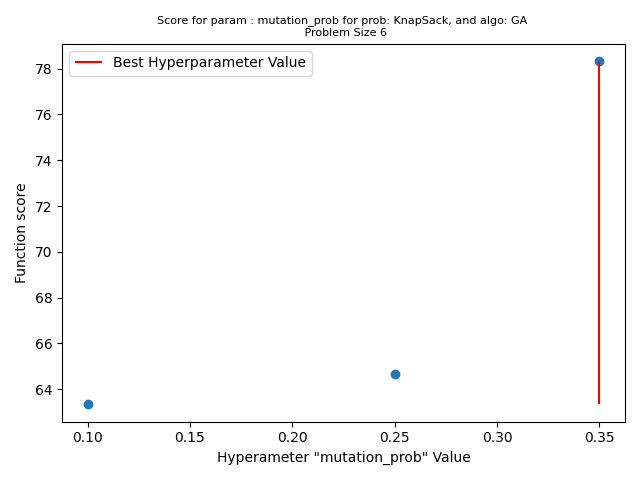 Score for param : mutation_prob for prob: KnapSack, and algo: GA
Problem Size 6
Best Hyperparameter Value
Function score
78
76
74
72
70
68
66
64
0.10 0.15 0.20 0.25 0.30 0.35
Hyperameter "mutation_prob" Value